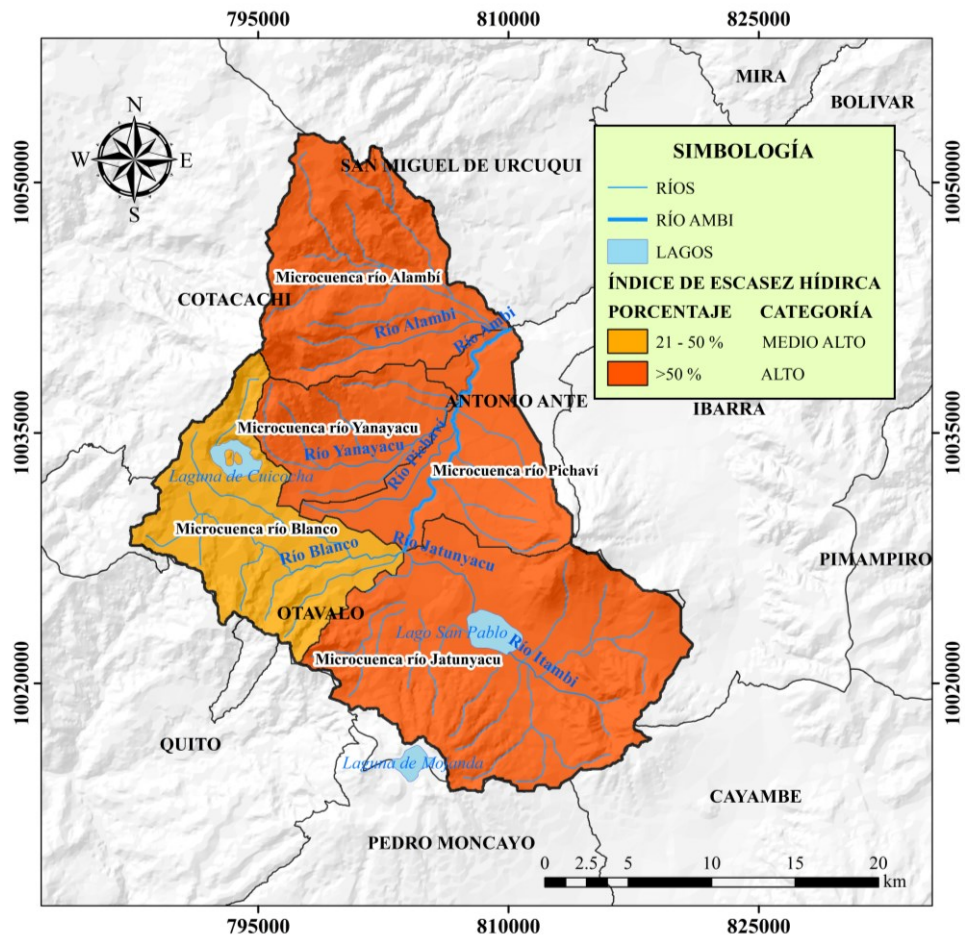 795000
810000
825000
MIRA
BOLIVAR
N
W
E
S
SAN MIGUEL DE URCUQUI
SIMBOLOGÍA
RÍOS
RÍO AMBI
LAGOS
ÍNDICE DE ESCASEZ HÍDIRCA
PORCENTAJE
CATEGORÍA
21 - 50 %
MEDIO ALTO
>50 %
ALTO
10050000
10050000
Microcuenca río Alambí
COTACACHI
Río Alambi
Río Ambi
ANTONIO ANTE
IBARRA
10035000
10035000
Microcuenca río Yanayacu
Río Yanayacu
Río Pichaví
Microcuenca río Pichaví
Laguna de Cuicocha
Microcuenca río Blanco
Río Blanco
Río Jatunyacu
PIMAMPIRO
OTAVALO
Lago San Pablo
Río Itambi
Microcuenca río Jatunyacu
10020000
10020000
QUITO
Laguna de Mojanda
CAYAMBE
PEDRO MONCAYO
0 2.5 5 10 15 20
km
795000
810000
825000